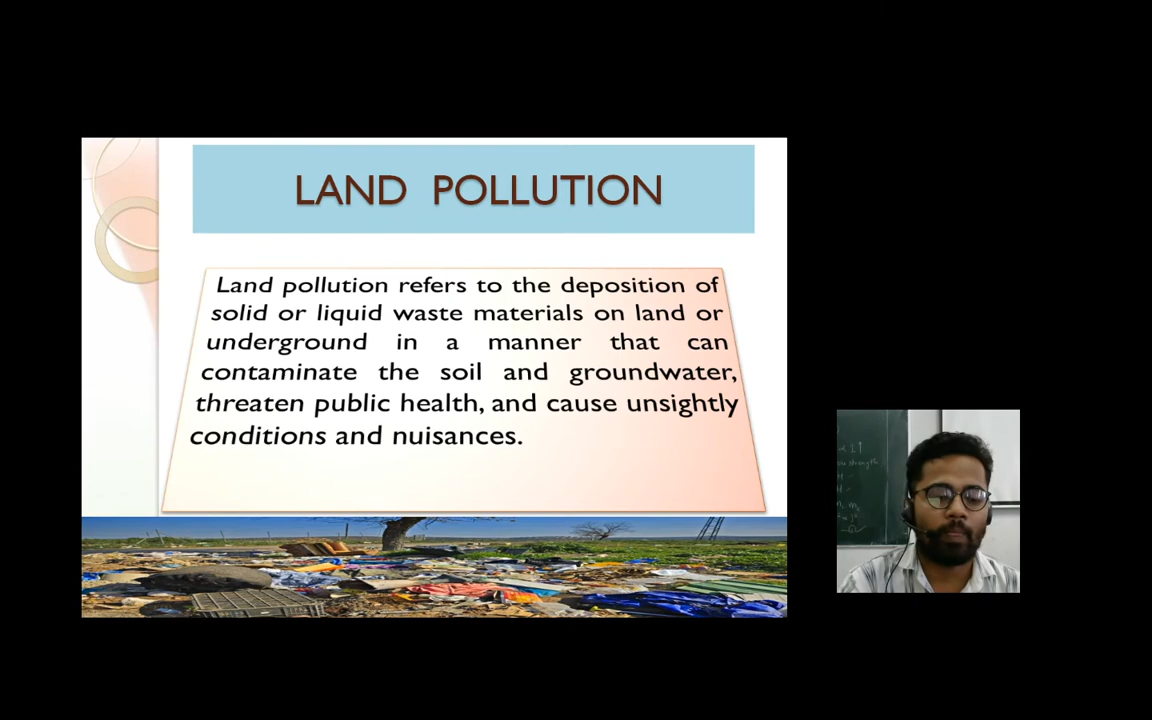 LAND POLLUTION
Land pollution refers to the deposition of
solid or liquid waste materials on land or
underground in a manner that can
contaminate the soil and groundwater,
threaten public health, and cause unsightly
conditions and nuisances.